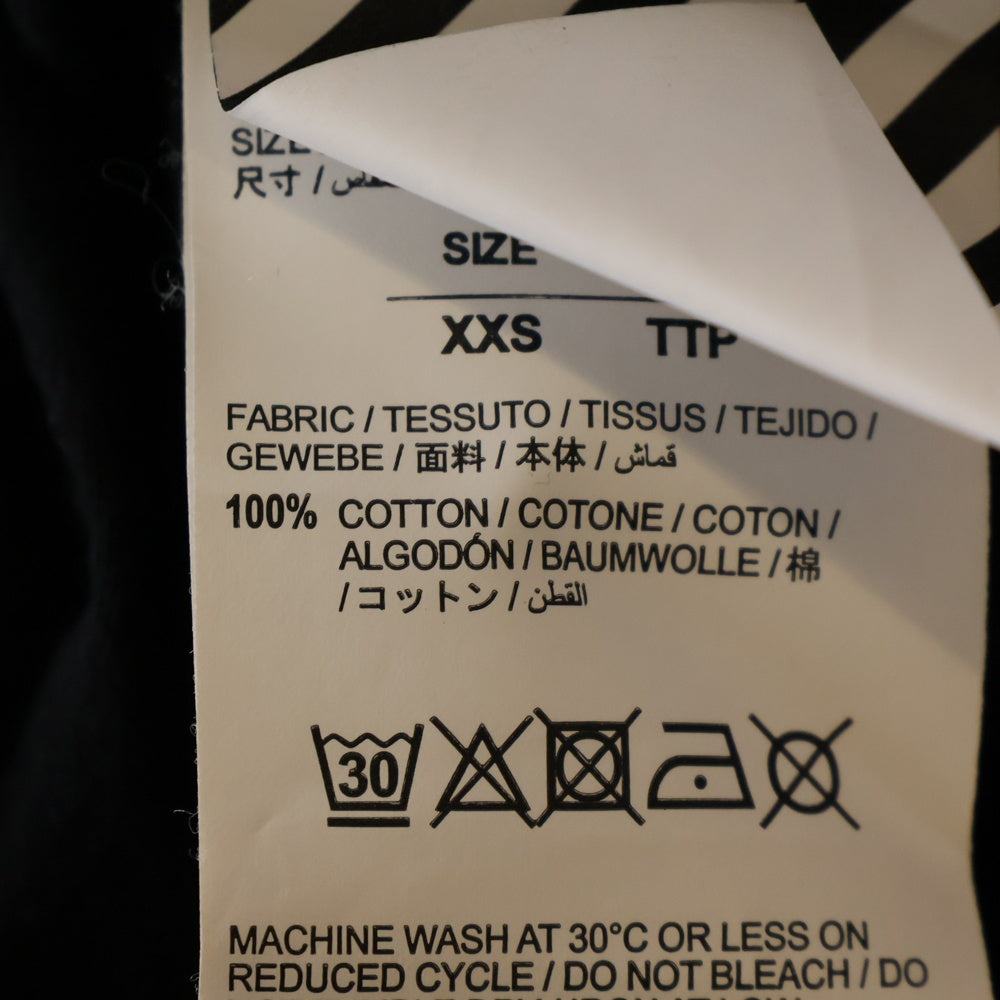 SIZE
尺寸 /
SIZE
XXS TTP
FABRIC / TESSUTO / TISSUS / TEJIDO /
GEWEBE / 面料 / 本体 / قماش
100% COTTON / COTONE / COTON /
ALGODÓN / BAUMWOLLE / 棉
/ コットン / القطن
30
MACHINE WASH AT 30°C OR LESS ON
REDUCED CYCLE / DO NOT BLEACH / DO